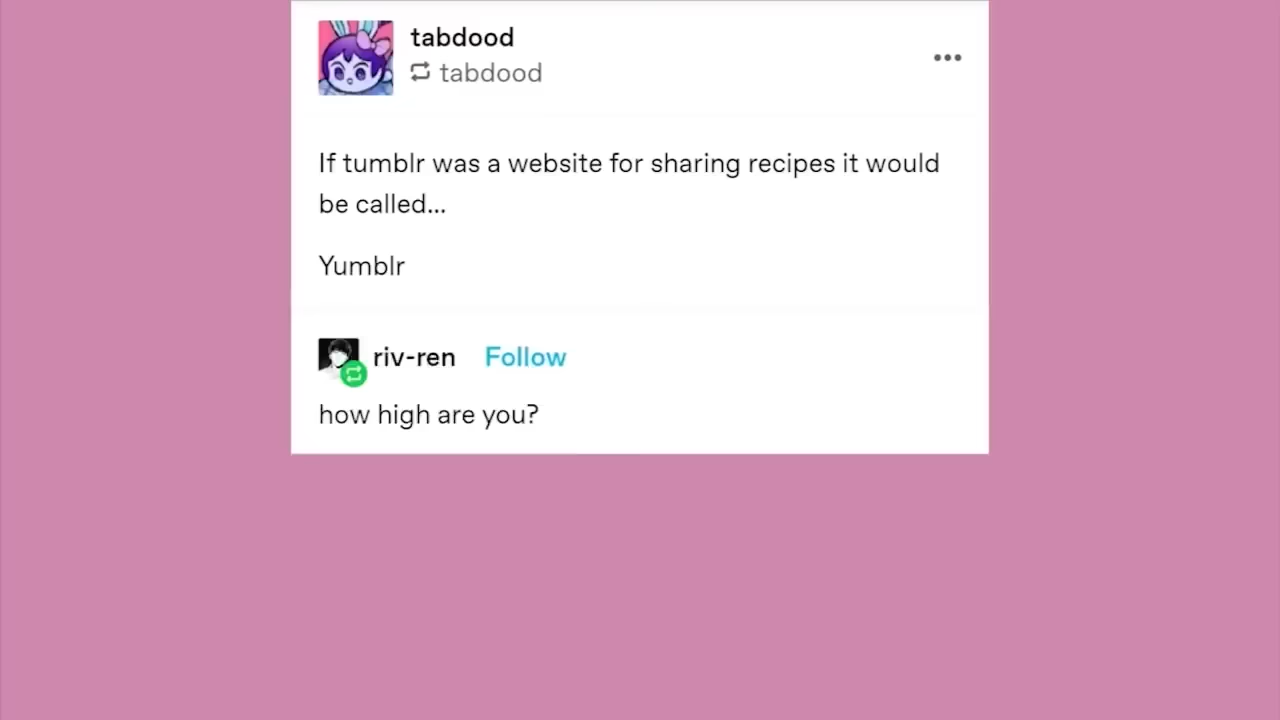 tabdood
tabdood
If tumblr was a website for sharing recipes it would
be called...
Yumblr
riv-ren Follow
how high are you?